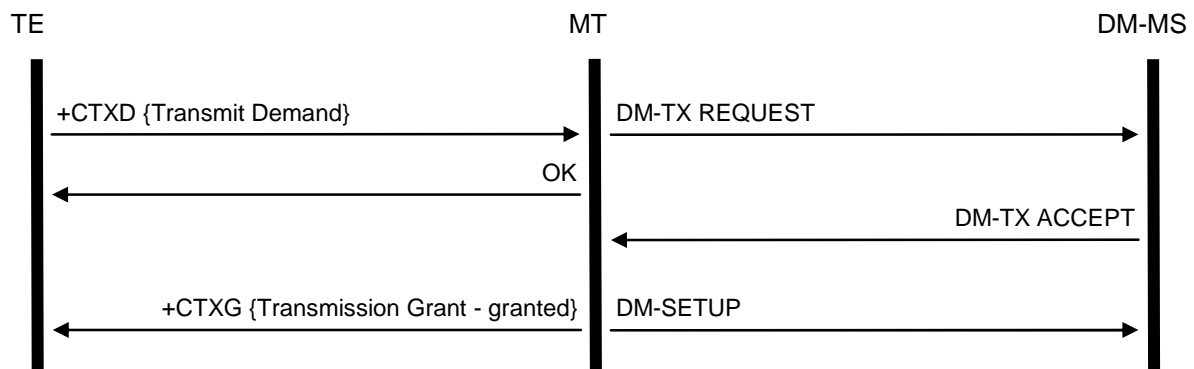 TE
MT
DM-MS
+CTXD {Transmit Demand}
DM-TX REQUEST
OK
DM-TX ACCEPT
+CTXG {Transmission Grant - granted}
DM-SETUP